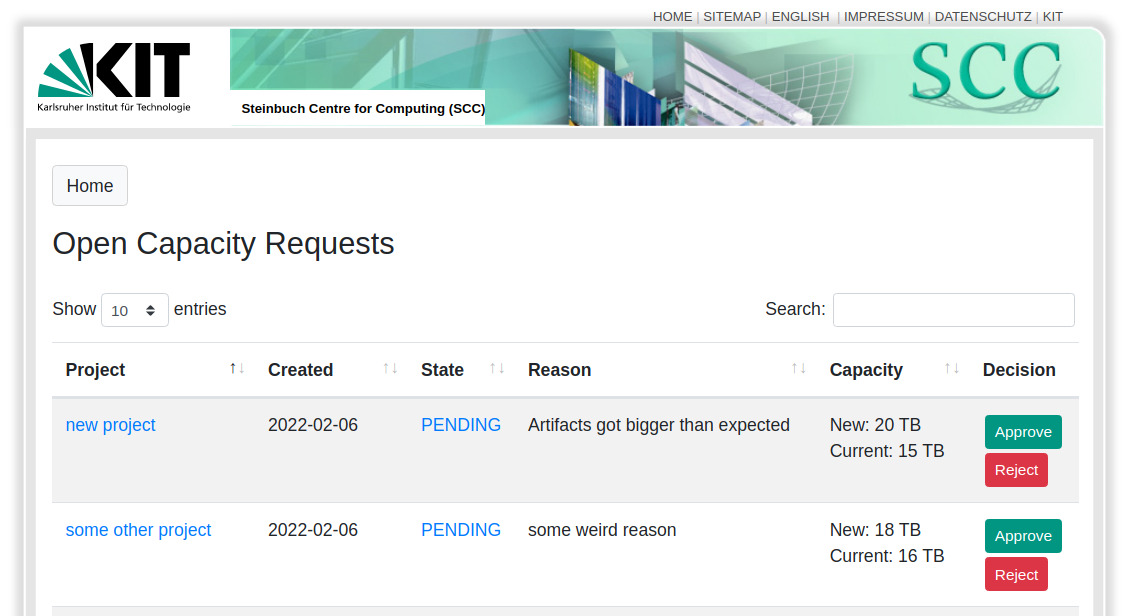 HOME | SITEMAP | ENGLISH | IMPRESSUM | DATENSCHUTZ | KIT
KIT
Karlsruher Institut für Technologie
SCC
Steinbuch Centre for Computing (SCC)
Home
Open Capacity Requests
Show 10 entries Search:
Project Created State Reason Capacity Decision
new project 2022-02-06 PENDING Artifacts got bigger than expected New: 20 TB Approve
Current: 15 TB
Reject
some other project 2022-02-06 PENDING some weird reason New: 18 TB Approve
Current: 16 TB
Reject